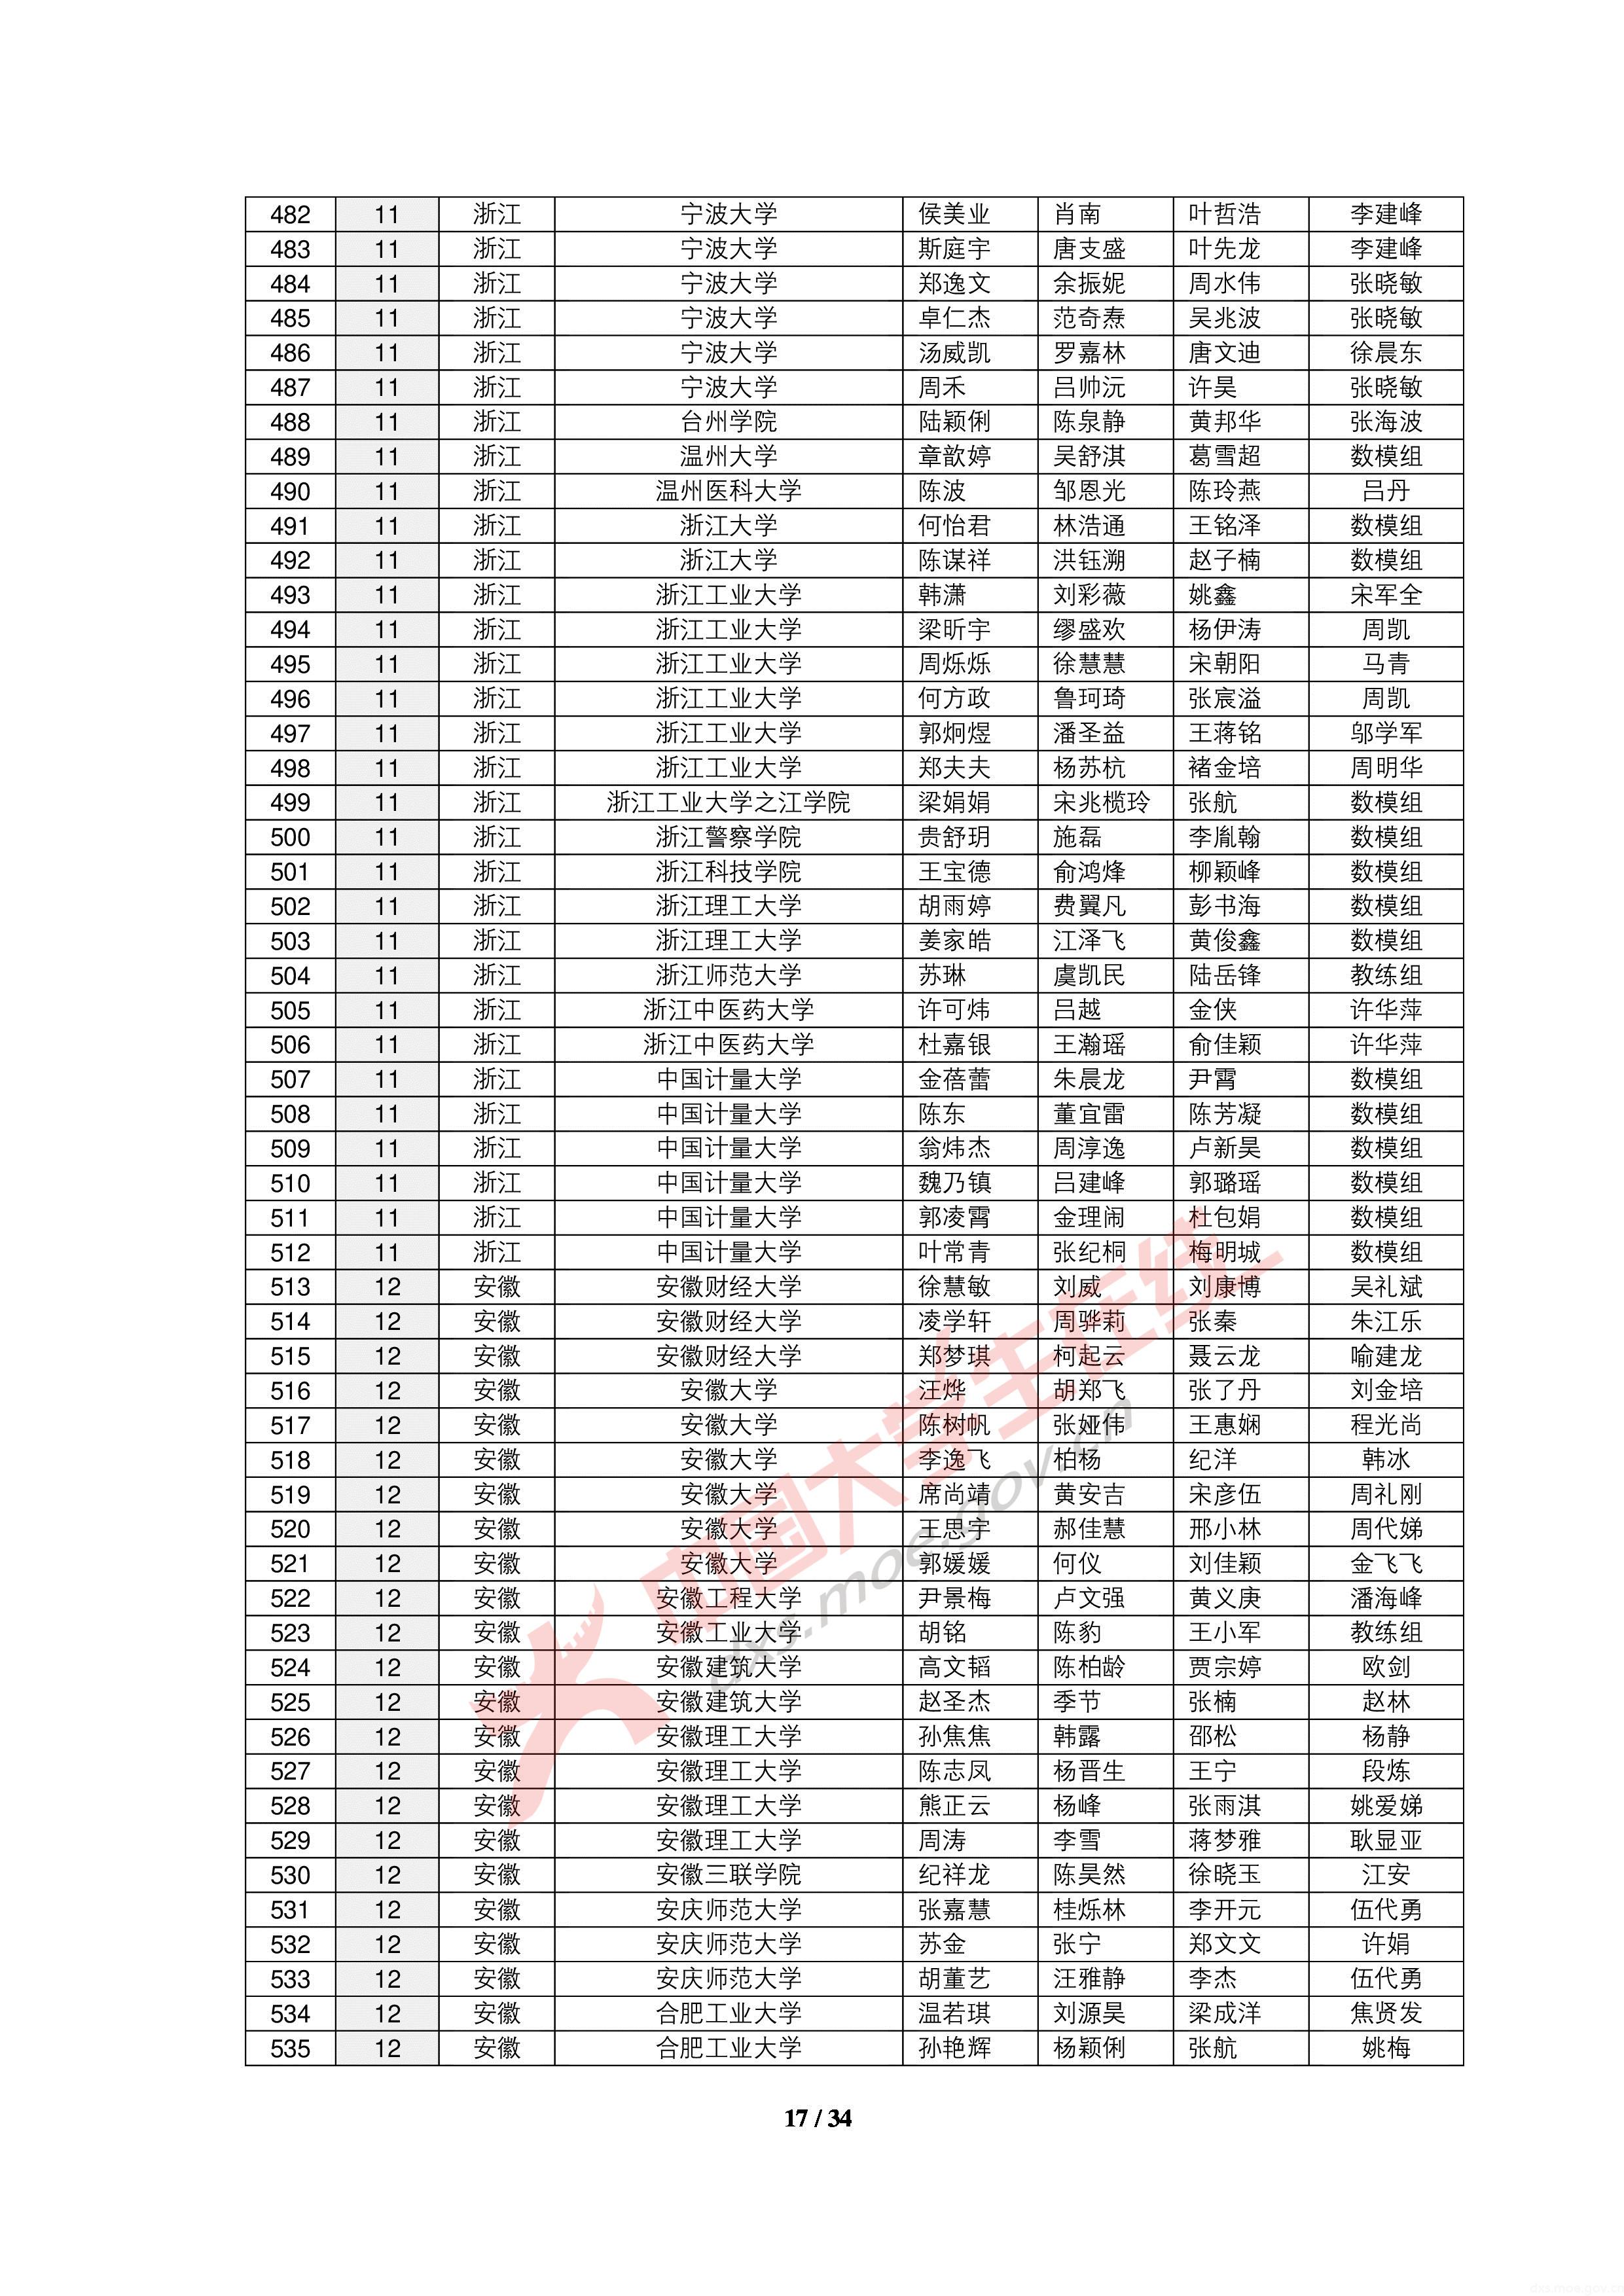 482 11 浙江 宁波大学 侯美业 肖南 叶哲浩 李建峰
483 11 浙江 宁波大学 斯庭宇 唐支盛 叶先龙 李建峰
484 11 浙江 宁波大学 郑逸文 余振妮 周水伟 张晓敏
485 11 浙江 宁波大学 卓仁杰 范奇焘 吴兆波 张晓敏
486 11 浙江 宁波大学 汤威凯 罗嘉林 唐文迪 徐晨东
487 11 浙江 宁波大学 周禾 吕帅沅 许昊 张晓敏
488 11 浙江 台州学院 陆颖俐 陈泉静 黄邦华 张海波
489 11 浙江 温州大学 章歆婷 吴舒淇 葛雪超 数模组
490 11 浙江 温州医科大学 陈波 邹恩光 陈玲燕 吕丹
491 11 浙江 浙江大学 何怡君 林浩通 王铭泽 数模组
492 11 浙江 浙江大学 陈谋祥 洪钰溯 赵子楠 数模组
493 11 浙江 浙江工业大学 韩潇 刘彩薇 姚鑫 宋军全
494 11 浙江 浙江工业大学 梁昕宇 缪盛欢 杨伊涛 周凯
495 11 浙江 浙江工业大学 周烁烁 徐慧慧 宋朝阳 马青
496 11 浙江 浙江工业大学 何方政 鲁珂琦 张宸溢 周凯
497 11 浙江 浙江工业大学 郭炯煜 潘圣益 王蒋铭 邬学军
498 11 浙江 浙江工业大学 郑夫夫 杨苏杭 褚金培 周明华
499 11 浙江 浙江工业大学之江学院 梁娟娟 宋兆榄玲 张航 数模组
500 11 浙江 浙江警察学院 贵舒玥 施磊 李胤翰 数模组
501 11 浙江 浙江科技学院 王宝德 俞鸿烽 柳颖峰 数模组
502 11 浙江 浙江理工大学 胡雨婷 费翼凡 彭书海 数模组
503 11 浙江 浙江理工大学 姜家皓 江泽飞 黄俊鑫 数模组
504 11 浙江 浙江师范大学 苏琳 虞凯民 陆岳锋 教练组
505 11 浙江 浙江中医药大学 许可炜 吕越 金侠 许华萍
506 11 浙江 浙江中医药大学 杜嘉银 王瀚瑶 俞佳颖 许华萍
507 11 浙江 中国计量大学 金蓓蕾 朱晨龙 尹霄 数模组
508 11 浙江 中国计量大学 陈东 董宜雷 陈芳凝 数模组
509 11 浙江 中国计量大学 翁炜杰 周淳逸 卢新昊 数模组
510 11 浙江 中国计量大学 魏乃镇 吕建峰 郭璐瑶 数模组
511 11 浙江 中国计量大学 郭凌霄 金理闹 杜包娟 数模组
512 11 浙江 中国计量大学 叶常青 张纪桐 梅明城 数模组
513 12 安徽 安徽财经大学 徐慧敏 刘威 刘康博 吴礼斌
514 12 安徽 安徽财经大学 凌学轩 周骅莉 张秦 朱江乐
515 12 安徽 安徽财经大学 郑梦琪 柯起云 聂云龙 喻建龙
516 12 安徽 安徽大学 汪烨 胡郑飞 张了丹 刘金培
517 12 安徽 安徽大学 陈树帆 张娅伟 王惠娴 程光尚
518 12 安徽 安徽大学 李逸飞 柏杨 纪洋 韩冰
519 12 安徽 安徽大学 席尚靖 黄安吉 宋彦伍 周礼刚
520 12 安徽 安徽大学 王思宇 郝佳慧 邢小林 周代娣
521 12 安徽 安徽大学 郭媛媛 何仪 刘佳颖 金飞飞
522 12 安徽 安徽工程大学 尹景梅 卢文强 黄义庚 潘海峰
523 12 安徽 安徽工业大学 胡铭 陈豹 王小军 教练组
524 12 安徽 安徽建筑大学 高文韬 陈柏龄 贾宗婷 欧剑
525 12 安徽 安徽建筑大学 赵圣杰 季节 张楠 赵林
526 12 安徽 安徽理工大学 孙焦焦 韩露 邵松 杨静
527 12 安徽 安徽理工大学 陈志凤 杨晋生 王宁 段炼
528 12 安徽 安徽理工大学 熊正云 杨峰 张雨淇 姚爱娣
529 12 安徽 安徽理工大学 周涛 李雪 蒋梦雅 耿显亚
530 12 安徽 安徽三联学院 纪祥龙 陈昊然 徐晓玉 江安
531 12 安徽 安庆师范大学 张嘉慧 桂烁林 李开元 伍代勇
532 12 安徽 安庆师范大学 苏金 张宁 郑文文 许娟
533 12 安徽 安庆师范大学 胡董艺 汪雅静 李杰 伍代勇
534 12 安徽 合肥工业大学 温若琪 刘源昊 梁成洋 焦贤发
535 12 安徽 合肥工业大学 孙艳辉 杨颖俐 张航 姚梅
中国大学生在线
dxs.moe.gov.cn
17 / 34
dxs.moe.gov.cn